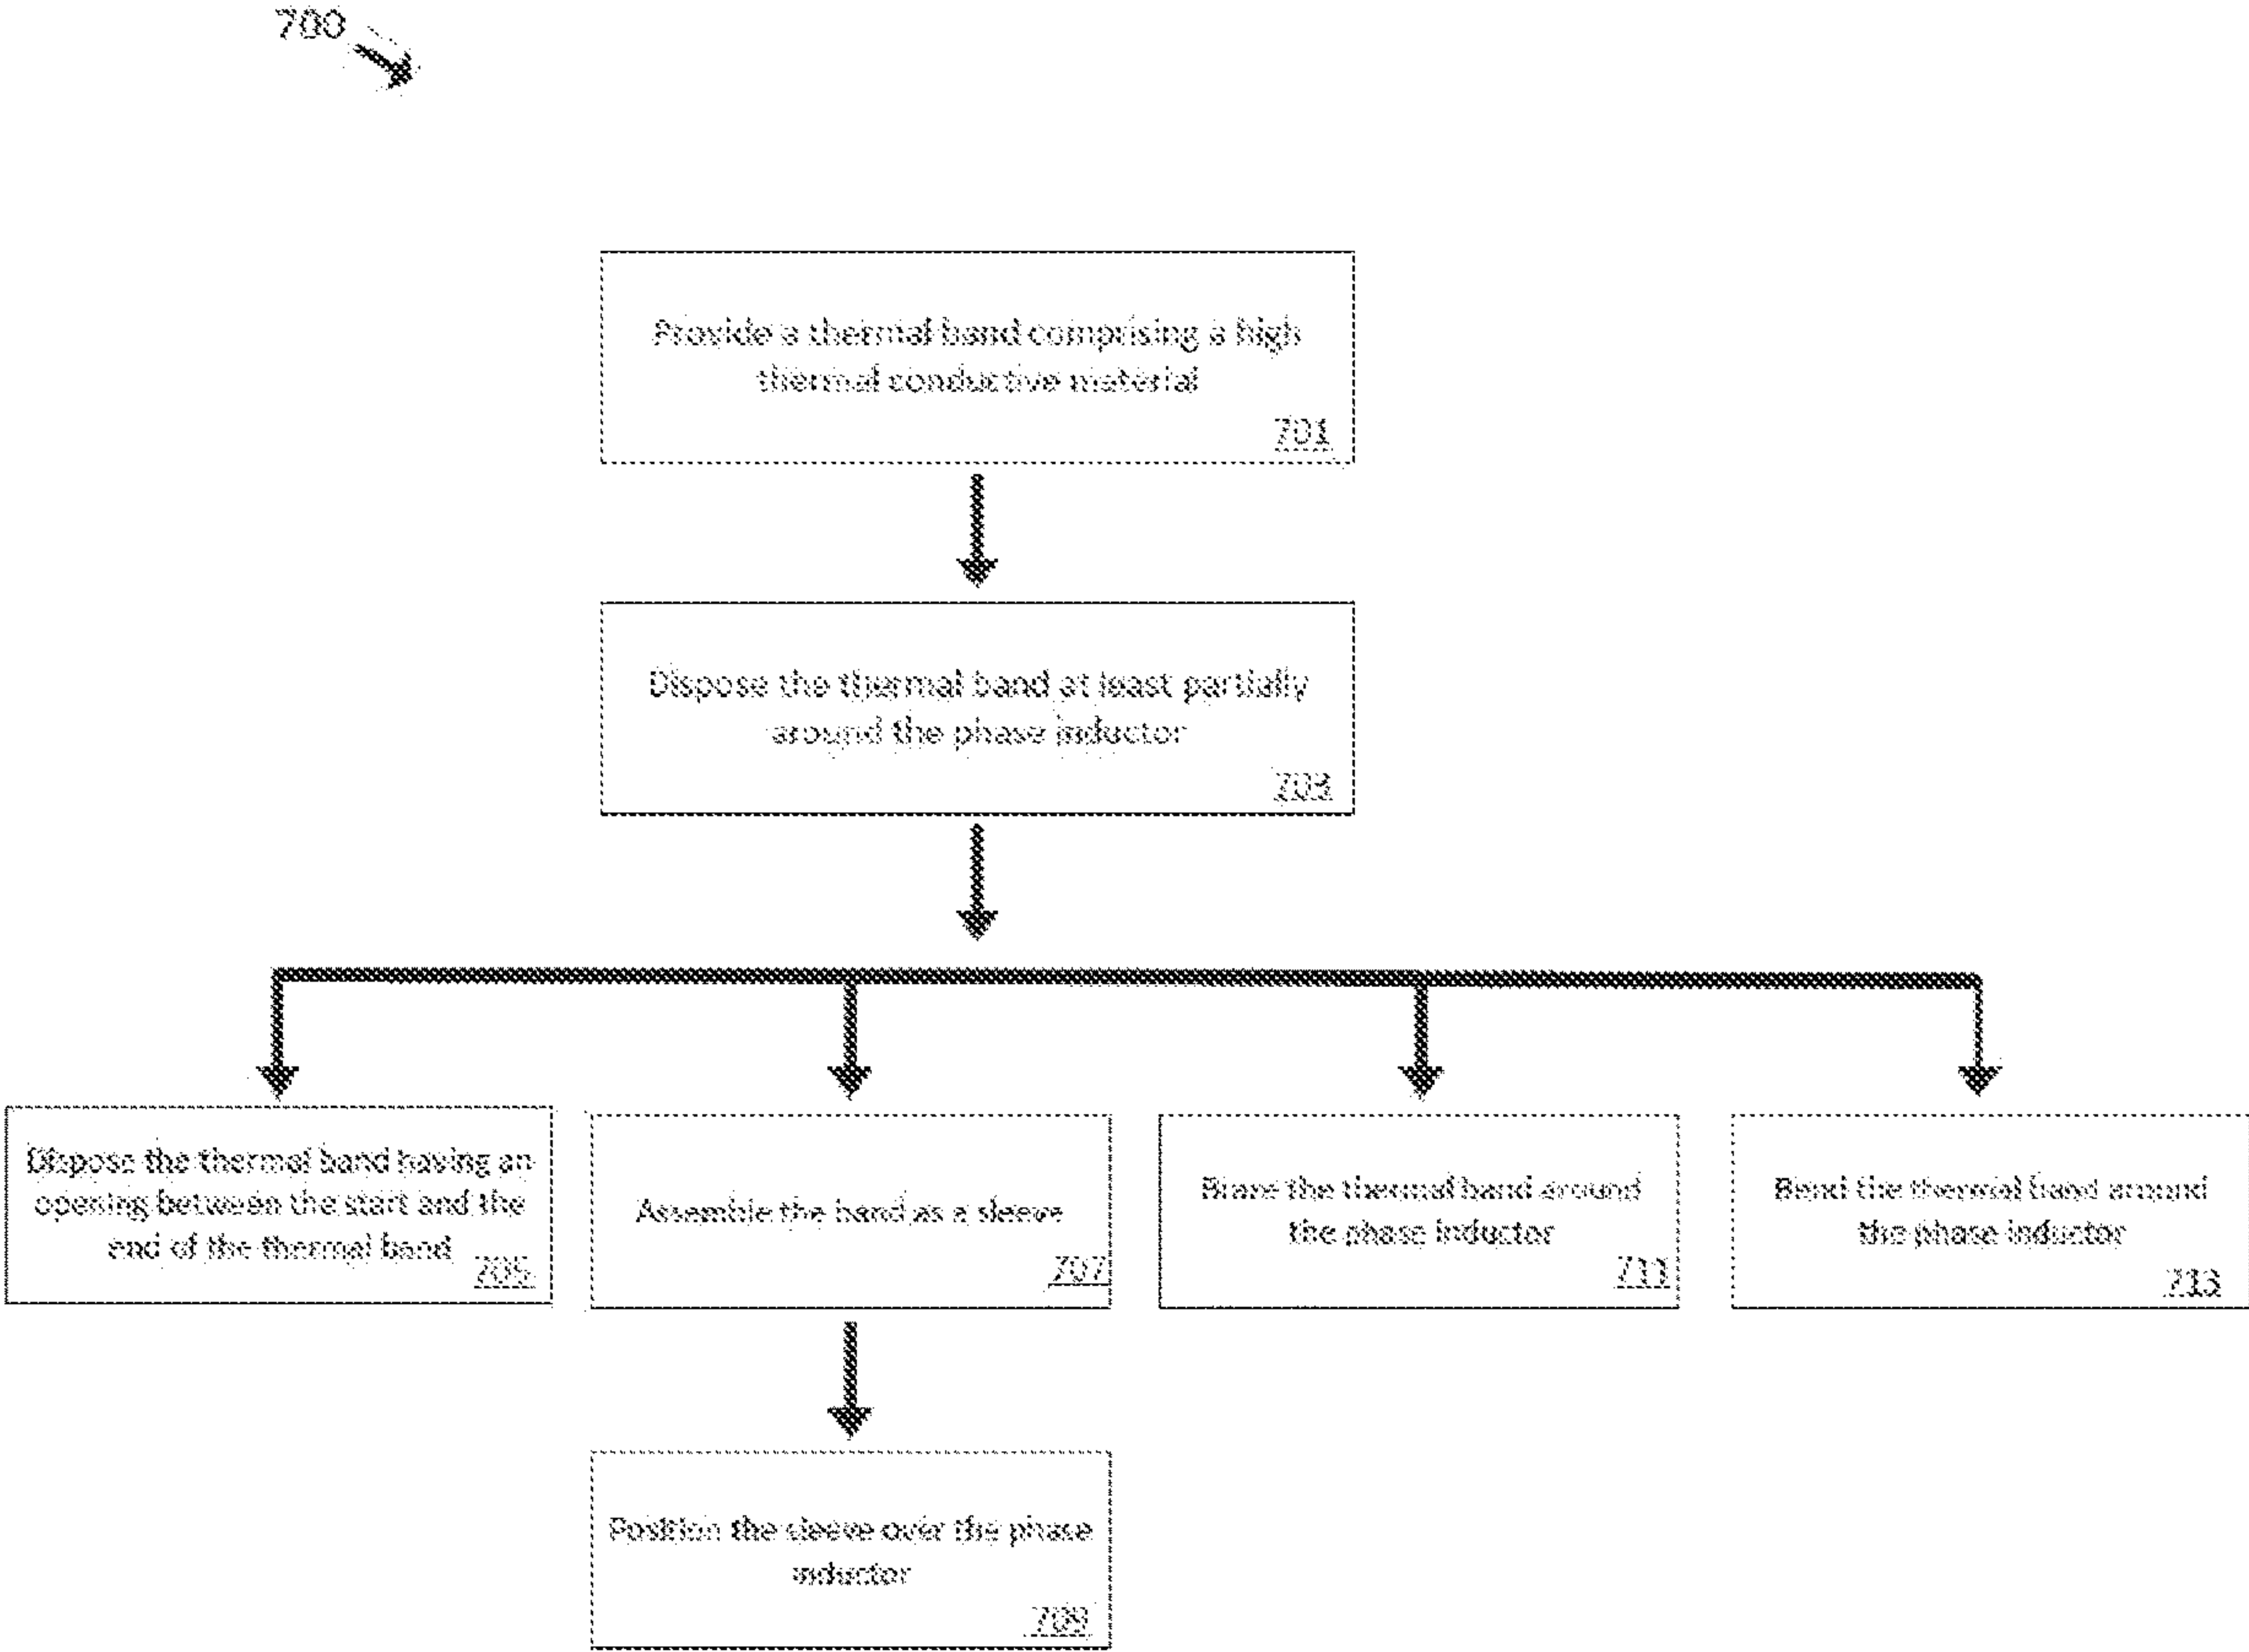 700
Provide a thermal band comprising a high
thermal conductive material
701
Dispose the thermal band at least partially
around the phase inductor
703
Dispose the thermal band having an
opening between the start and the
end of the thermal band
705
Assemble the band as a sleeve
707
Braze the thermal band around
the phase inductor
711
Bend the thermal band around
the phase inductor
713
Position the sleeve over the phase
inductor
709